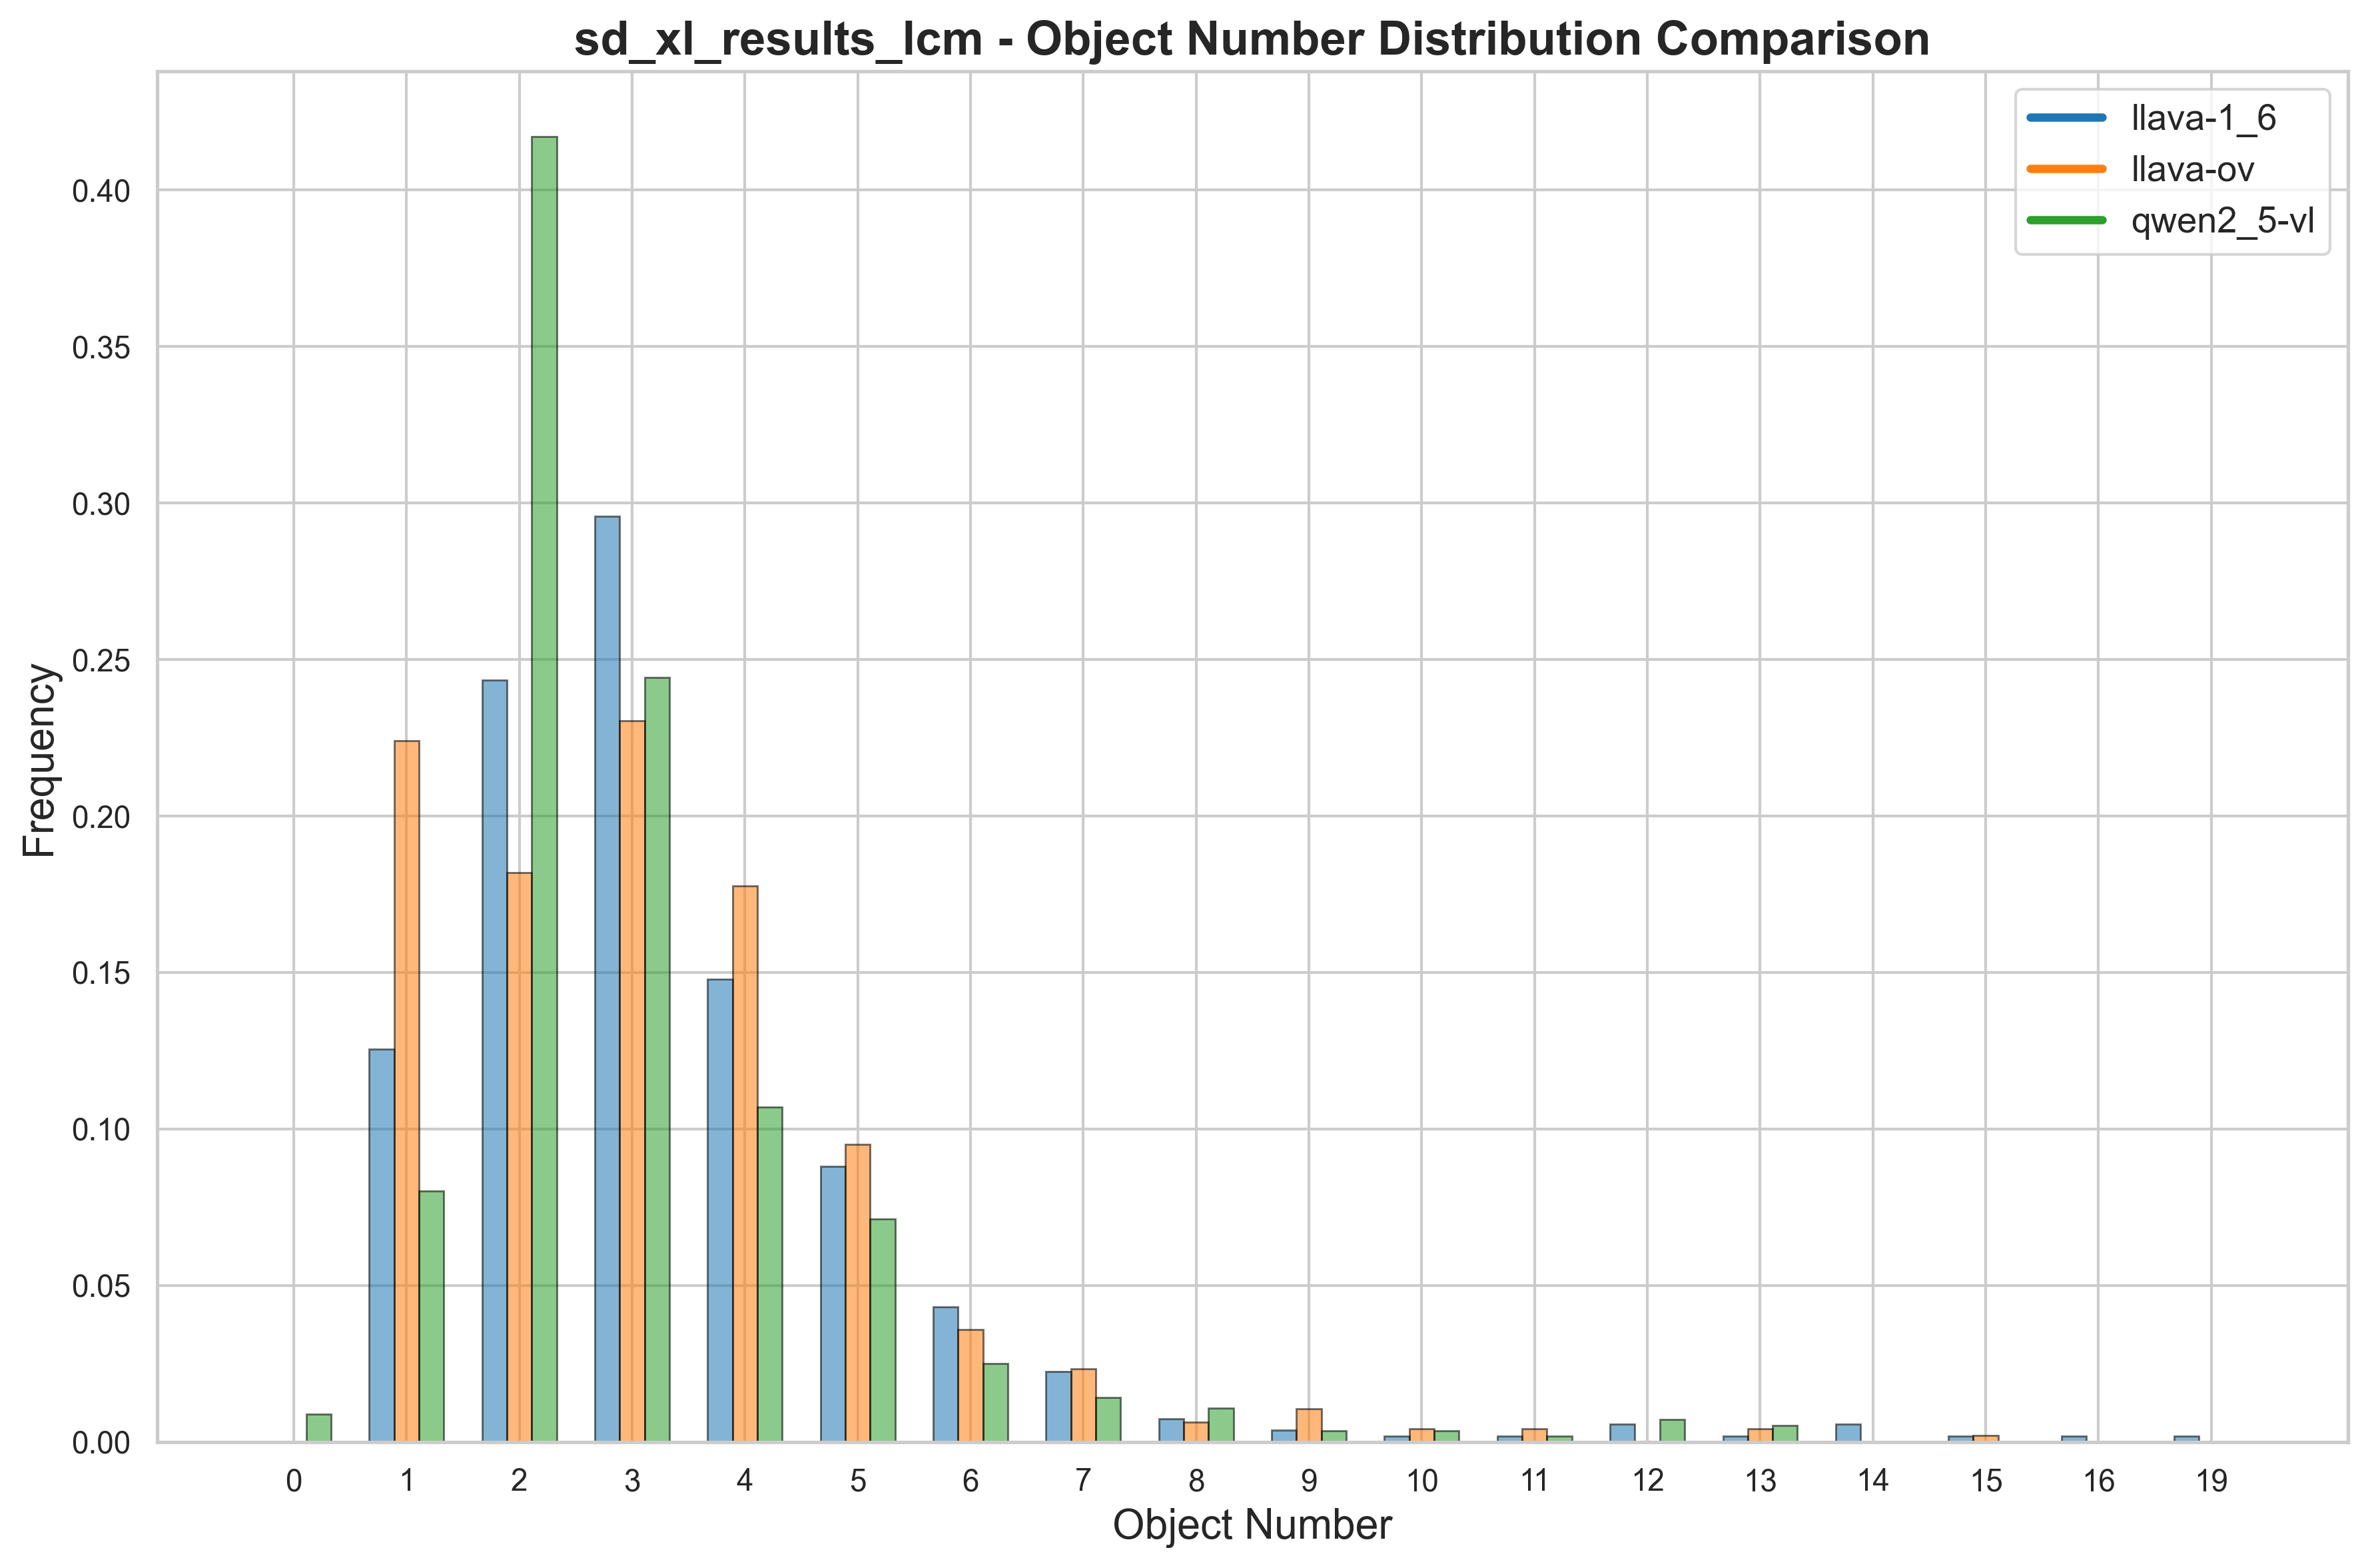 sd_xl_results_lcm - Object Number Distribution Comparison
llava-1_6
llava-ov
qwen2_5-vl
Frequency
0.40
0.35
0.30
0.25
0.20
0.15
0.10
0.05
0.00
0 1 2 3 4 5 6 7 8 9 10 11 12 13 14 15 16 19
Object Number